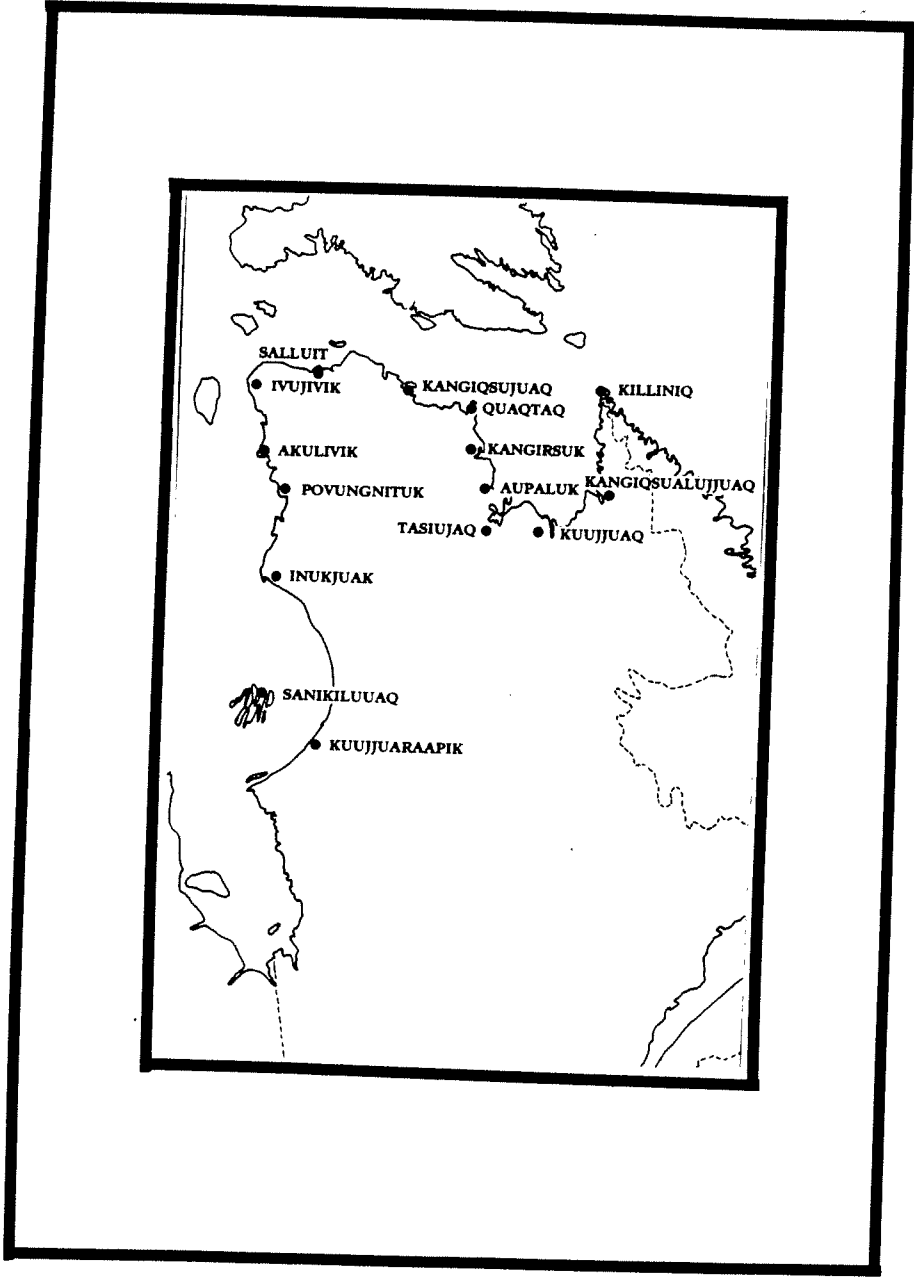 SALLUIT
IVUJIVIK
KANGIQSUJUAQ
KILLINIQ
QUAQTAQ
AKULIVIK
KANGIRSUK
KANGIQSUALUJJUAQ
POVUNGNITUK
AUPALUK
TASIUJAQ
KUUJJUAQ
INUKJUAK
SANIKILUUAQ
KUUJJUARAAPIK